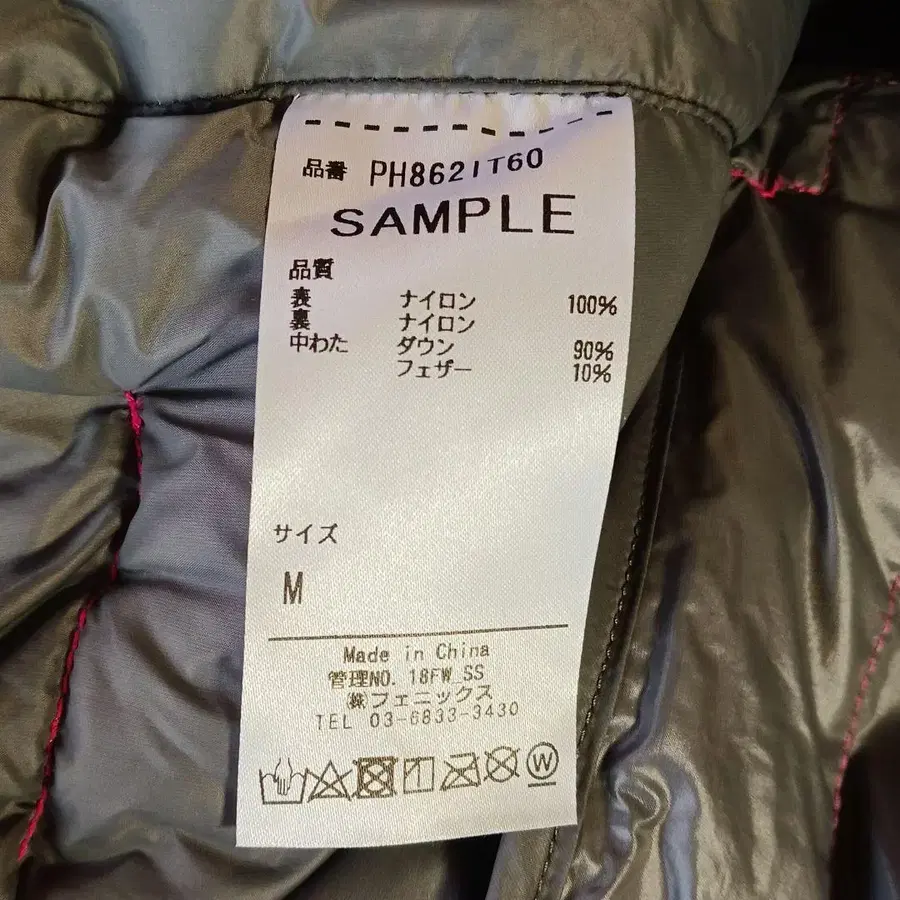 品番 PH862IT60
SAMPLE
品質
表 ナイロン 100%
裏 ナイロン
中わた ダウン 90%
フェザー 10%
サイズ
M
Made in China
管理NO. 18FW_SS
㈱フェニックス
TEL 03-6833-3430
W